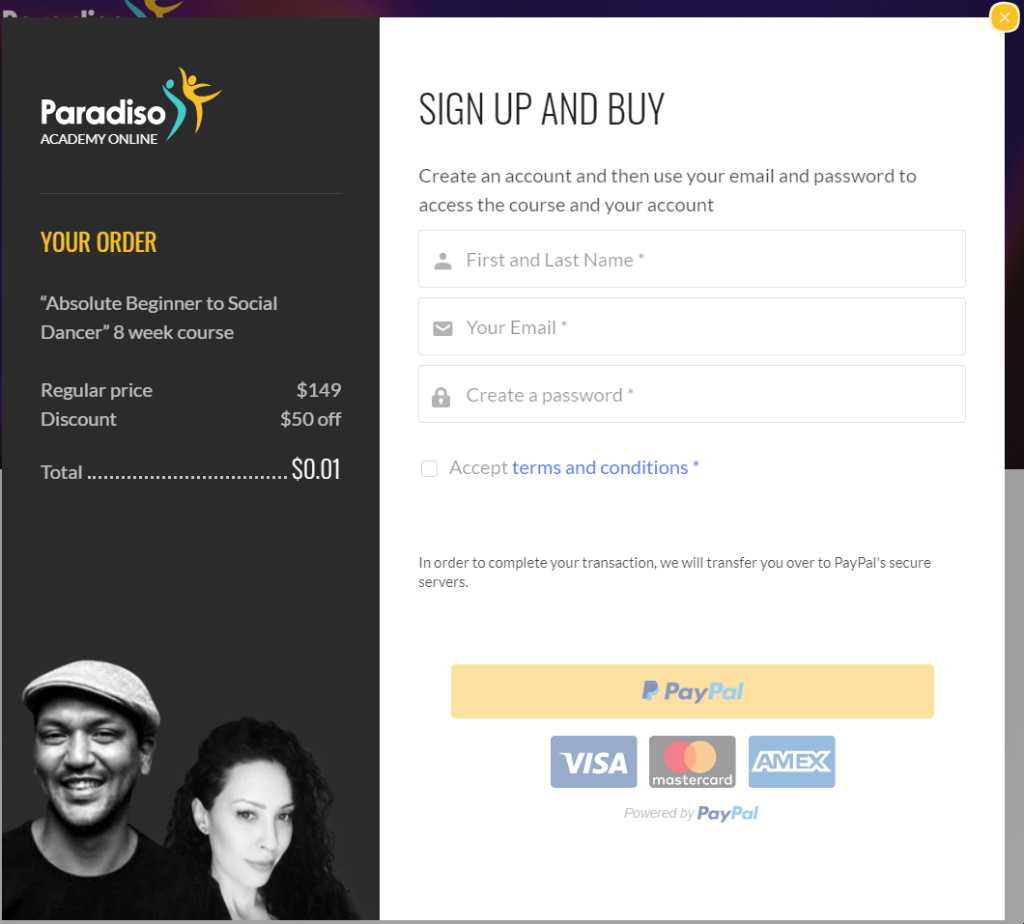 Paradiso
Paradiso
ACADEMY ONLINE
YOUR ORDER
“Absolute Beginner to Social
Dancer” 8 week course
Regular price $149
Discount $50 off
Total ........................................ $0.01
SIGN UP AND BUY
Create an account and then use your email and password to
access the course and your account
First and Last Name *
Your Email *
Create a password *
Accept terms and conditions *
In order to complete your transaction, we will transfer you over to PayPal's secure
servers.
PayPal
VISA
mastercard
AMEX
Powered by PayPal